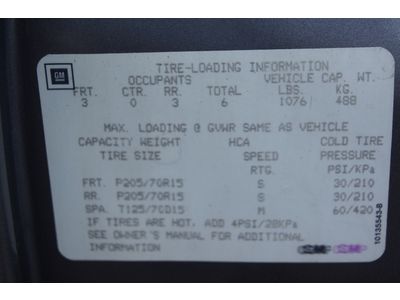 GM
TIRE-LOADING INFORMATION
OCCUPANTS VEHICLE CAP. WT.
FRT. CTR. RR. TOTAL LBS. KG.
3 0 3 6 1076 488
MAX. LOADING @ GVWR SAME AS VEHICLE
CAPACITY WEIGHT HCA COLD TIRE
TIRE SIZE SPEED PRESSURE
RTG. PSI/KPa
FRT. P205/70R15 S 30/210
RR. P205/70R15 S 30/210
SPA. T125/70D15 M 60/420
IF TIRES ARE HOT, ADD 4PSI/28KPa
SEE OWNER'S MANUAL FOR ADDITIONAL
INFORMATION
10135543-B